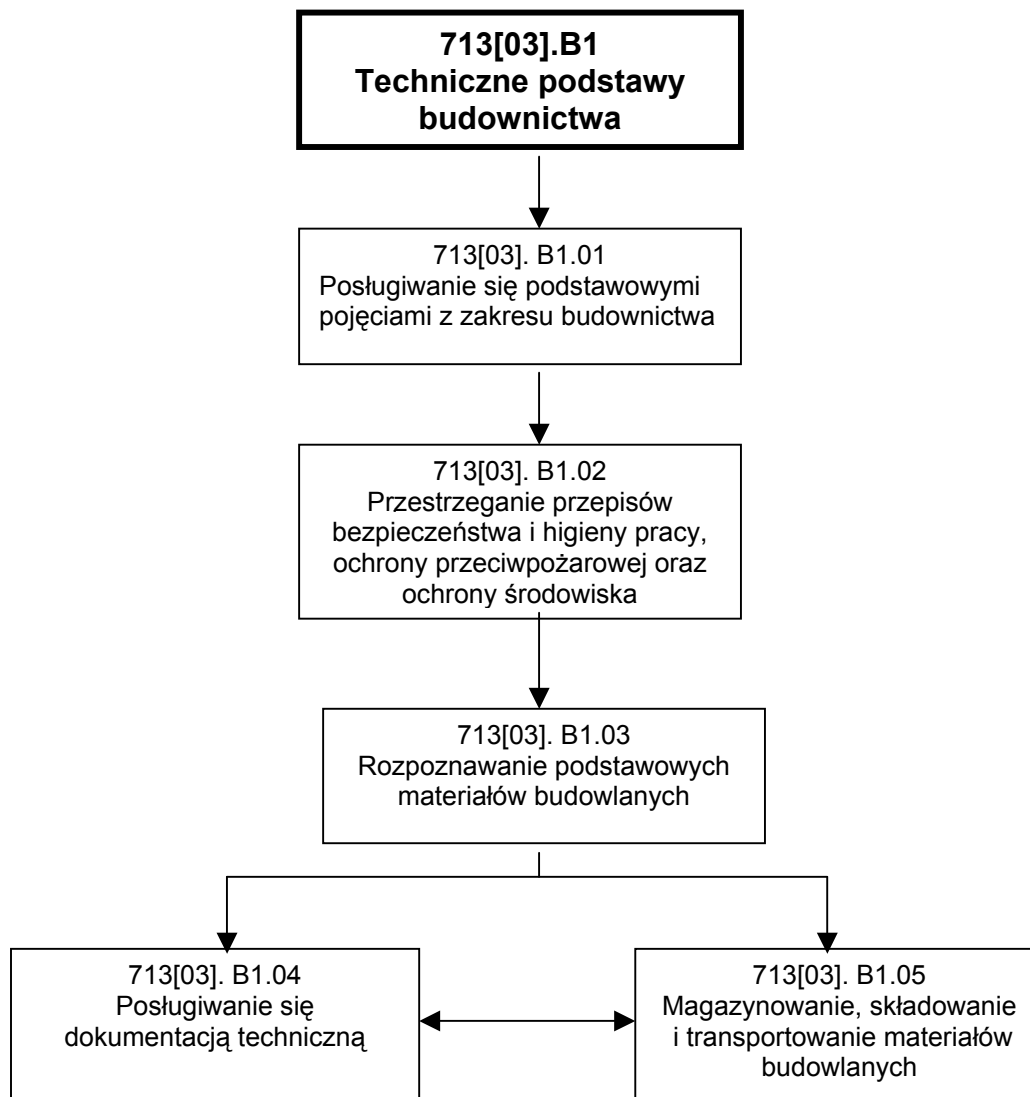 713[03].B1
Techniczne podstawy
budownictwa
713[03]. B1.01
Posługiwanie się podstawowymi
pojęciami z zakresu budownictwa
713[03]. B1.02
Przestrzeganie przepisów
bezpieczeństwa i higieny pracy,
ochrony przeciwpożarowej oraz
ochrony środowiska
713[03]. B1.03
Rozpoznawanie podstawowych
materiałów budowlanych
713[03]. B1.04
Posługiwanie się
dokumentacją techniczną
713[03]. B1.05
Magazynowanie, składowanie
i transportowanie materiałów
budowlanych